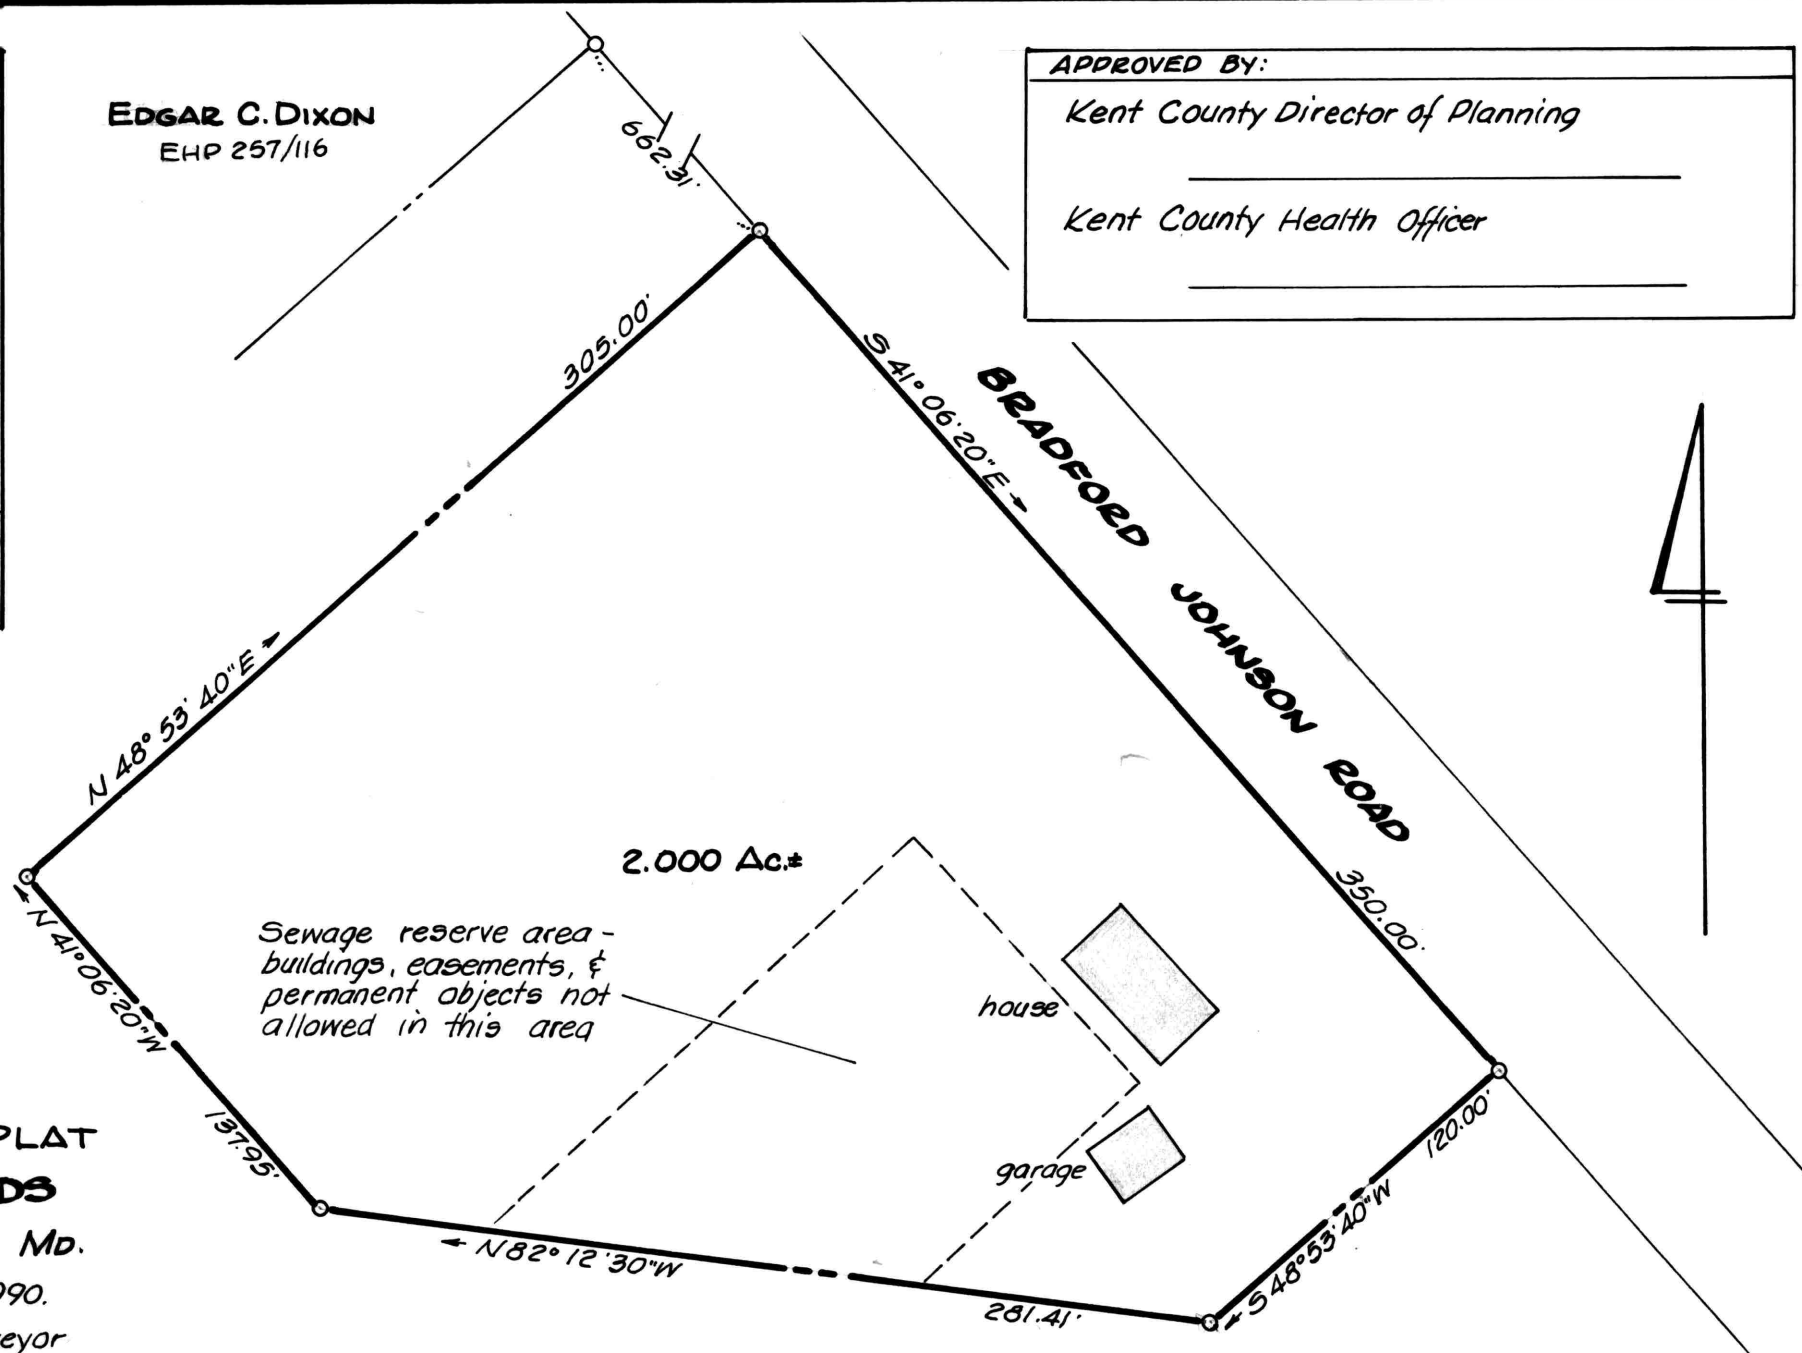 EDGAR C. DIXON
EHP 257/116
APPROVED BY:
Kent County Director of Planning
Kent County Health Officer
662.31'
305.00'
S 41° 06' 20" E
BRADFORD JOHNSON ROAD
N 48° 53' 40" E
2.000 Ac.±
350.00'
Sewage reserve area -
buildings, easements, &
permanent objects not
allowed in this area
house
N 41° 06' 20" W
137.95'
garage
120.00'
S 48° 53' 40" W
N 82° 12' 30" W
281.41'
PLAT
DS
MD.
990.
veyor